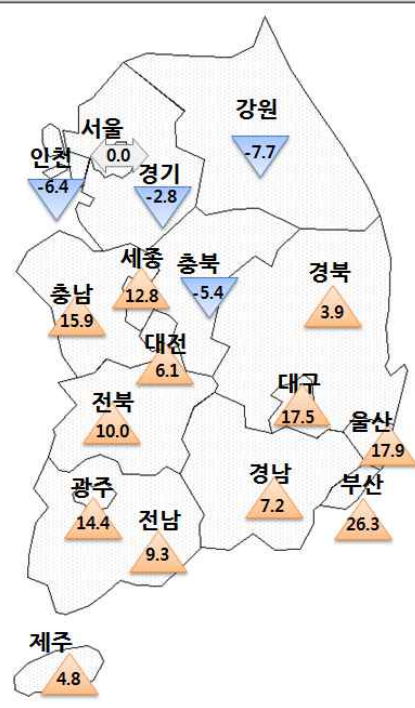 강원
-7.7
서울
0.0
인천
-6.4
경기
-2.8
세종
12.8
충북
-5.4
경북
3.9
충남
15.9
대전
6.1
대구
17.5
전북
10.0
울산
17.9
경남
7.2
부산
26.3
광주
14.4
전남
9.3
제주
4.8